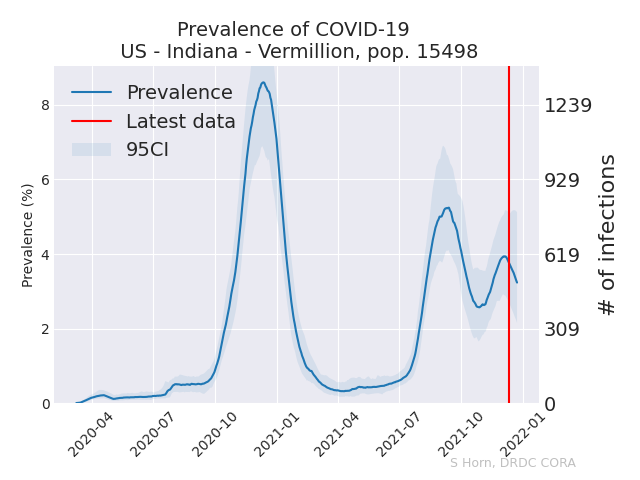 Prevalence of COVID-19
US - Indiana - Vermillion, pop. 15498
Prevalence
Latest data
95CI
Prevalence (%)
8
6
4
2
0
1239
929
619
309
0
# of infections
2020-04
2020-07
2020-10
2021-01
2021-04
2021-07
2021-10
2022-01
S Horn, DRDC CORA